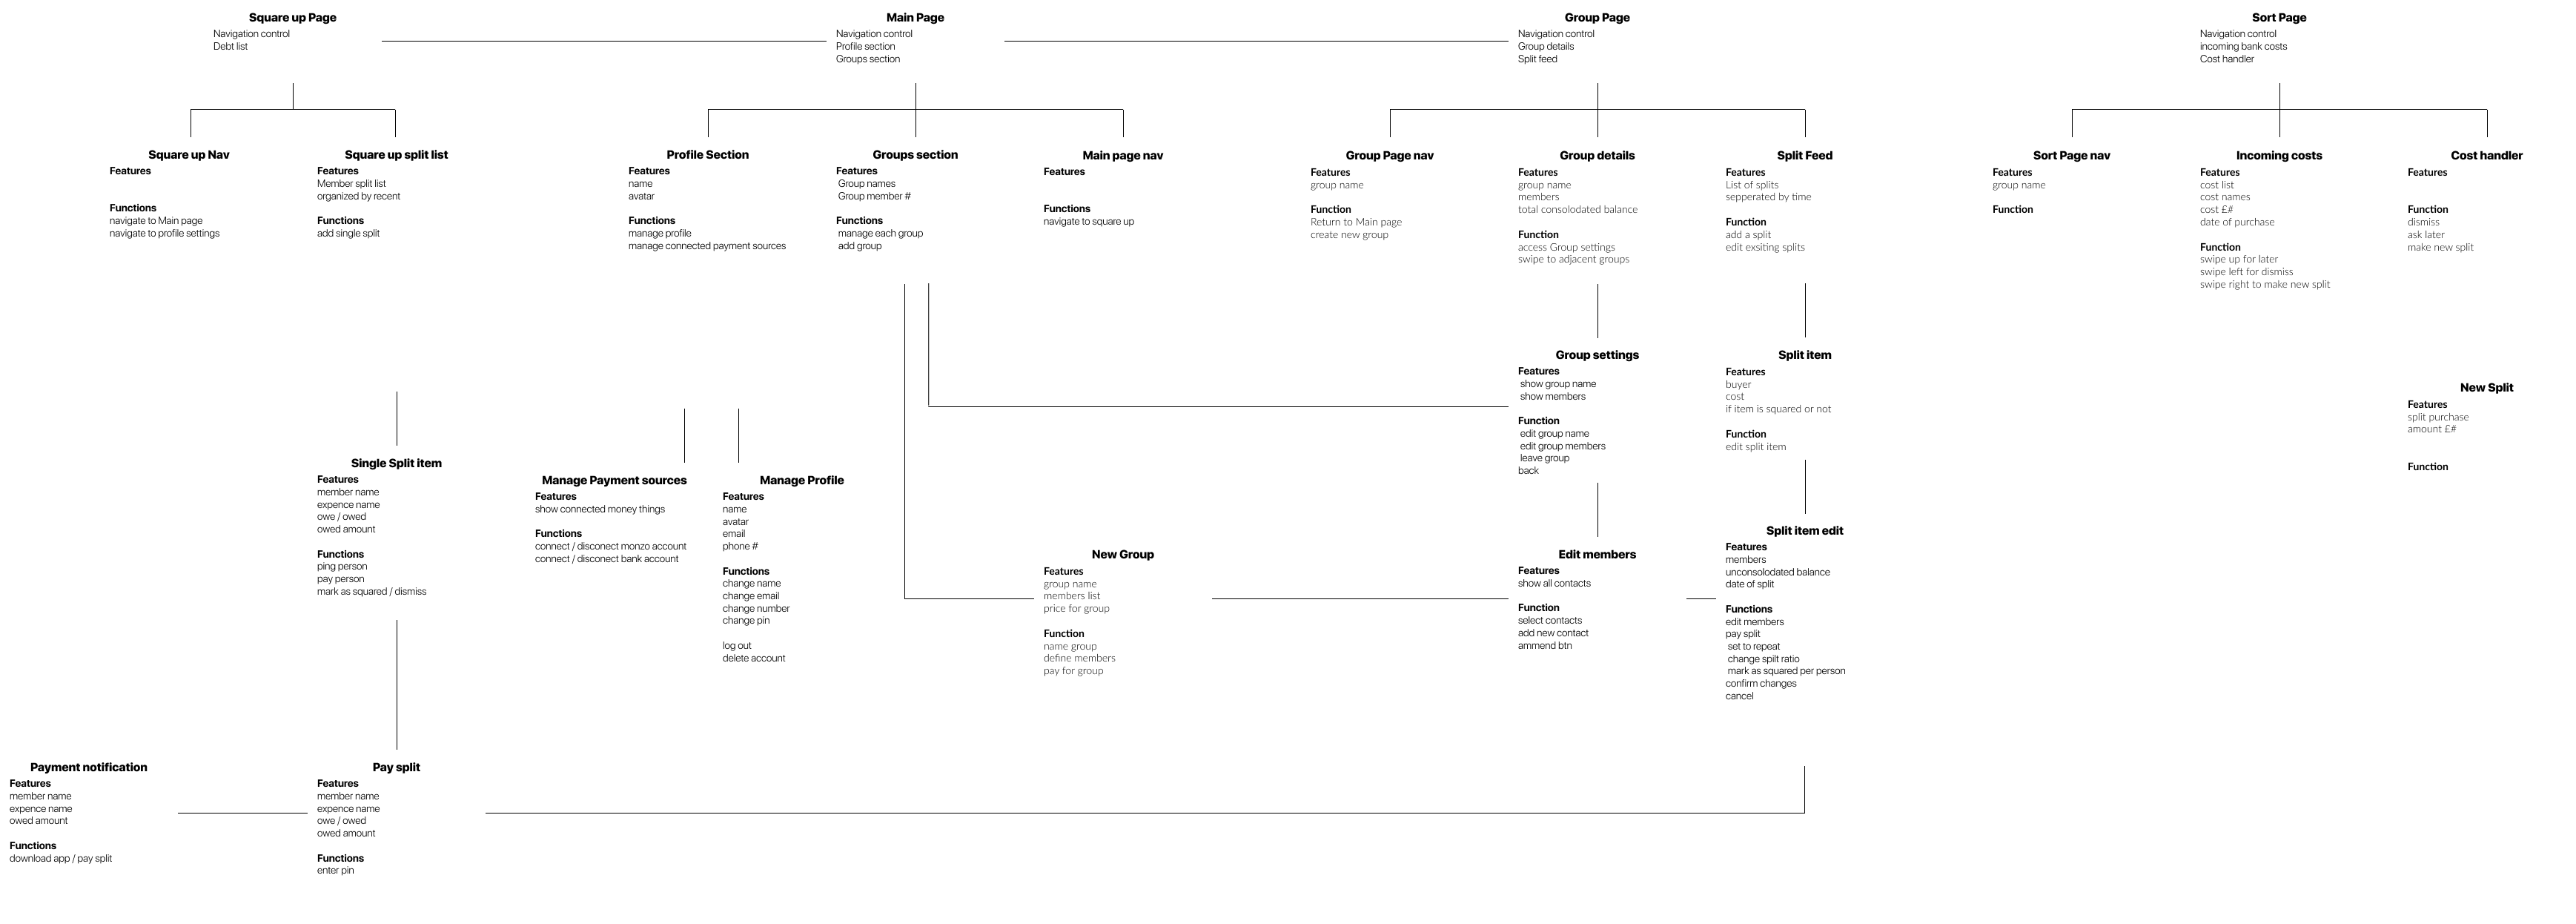 Square up Page
Navigation control
Debt list
Main Page
Navigation control
Profile section
Groups section
Group Page
Navigation control
Group details
Split feed
Sort Page
Navigation control
incoming bank costs
Cost handler
Square up Nav
Features
Functions
navigate to Main page
navigate to profile settings
Square up split list
Features
Member split list
organized by recent
Functions
add single split
Profile Section
Features
name
avatar
Functions
manage profile
manage connected payment sources
Groups section
Features
Group names
Group member #
Functions
manage each group
add group
Main page nav
Features
Functions
navigate to square up
Group Page nav
Features
group name
Function
Return to Main page
create new group
Group details
Features
group name
members
total consolodated balance
Function
access Group settings
swipe to adjacent groups
Split Feed
Features
List of splits
sepperated by time
Function
add a split
edit exsiting splits
Sort Page nav
Features
group name
Function
Incoming costs
Features
cost list
cost names
cost £#
date of purchase
Function
swipe up for later
swipe left for dismiss
swipe right to make new split
Cost handler
Features
Function
dismiss
ask later
make new split
Group settings
Features
show group name
show members
Function
edit group name
edit group members
leave group
back
Split item
Features
buyer
cost
if item is squared or not
Function
edit split item
New Split
Features
split purchase
amount £#
Function
Single Split item
Features
member name
expence name
owe / owed
owed amount
Functions
ping person
pay person
mark as squared / dismiss
Manage Payment sources
Features
show connected money things
Functions
connect / disconect monzo account
connect / disconect bank account
Manage Profile
Features
name
avatar
email
phone #
Functions
change name
change email
change number
change pin
log out
delete account
New Group
Features
group name
members list
price for group
Function
name group
define members
pay for group
Edit members
Features
show all contacts
Function
select contacts
add new contact
ammend btn
Split item edit
Features
members
unconsolodated balance
date of split
Functions
edit members
pay split
set to repeat
change spilt ratio
mark as squared per person
confirm changes
cancel
Payment notification
Features
member name
expence name
owed amount
Functions
download app / pay split
Pay split
Features
member name
expence name
owe / owed
owed amount
Functions
enter pin